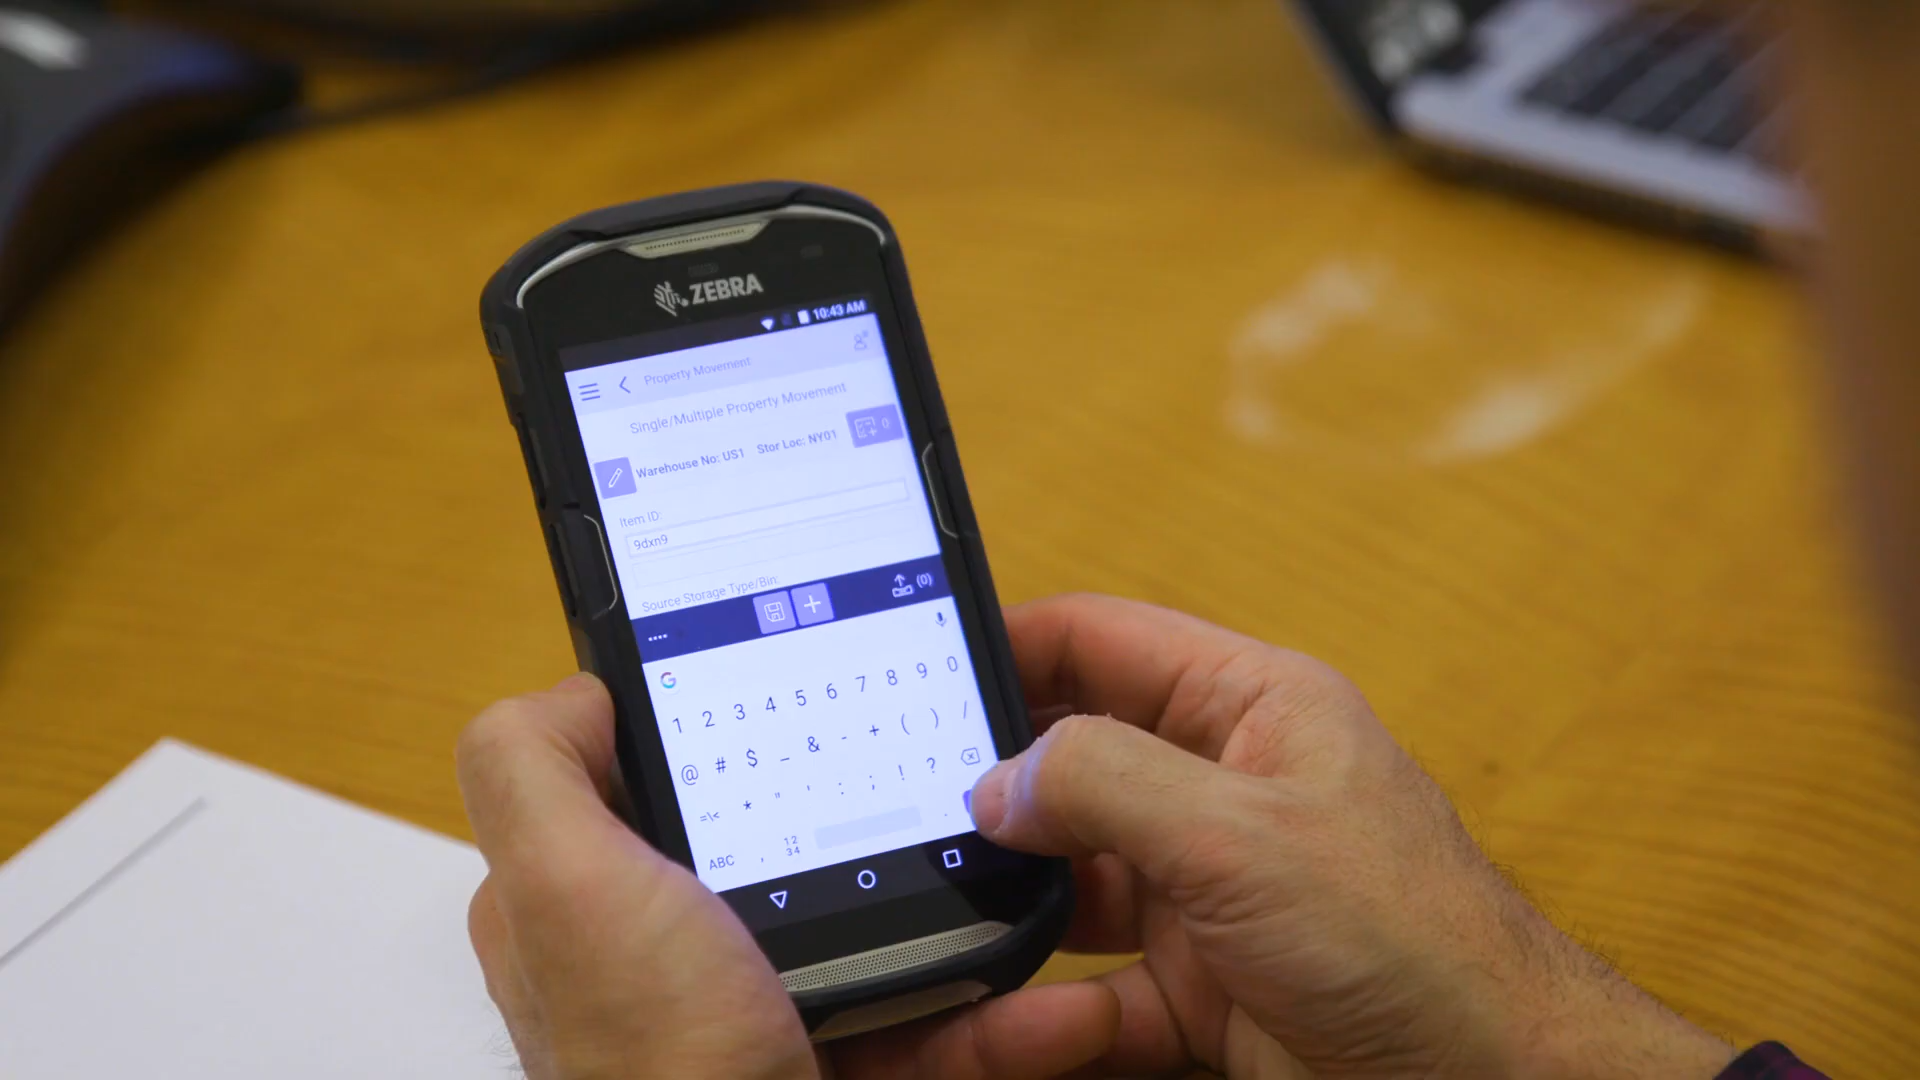 ZEBRA
10:43 AM
Property Movement
Single/Multiple Property Movement
Warehouse No: US1 Stor Loc: NY01
0
Item ID:
9dxn9
Source Storage Type/Bin:
(0)
G
1 2 3 4 5 6 7 8 9 0
@ # $ _ & - + ( ) /
=\< * " ' : ; ! ?
ABC , 12 34 .